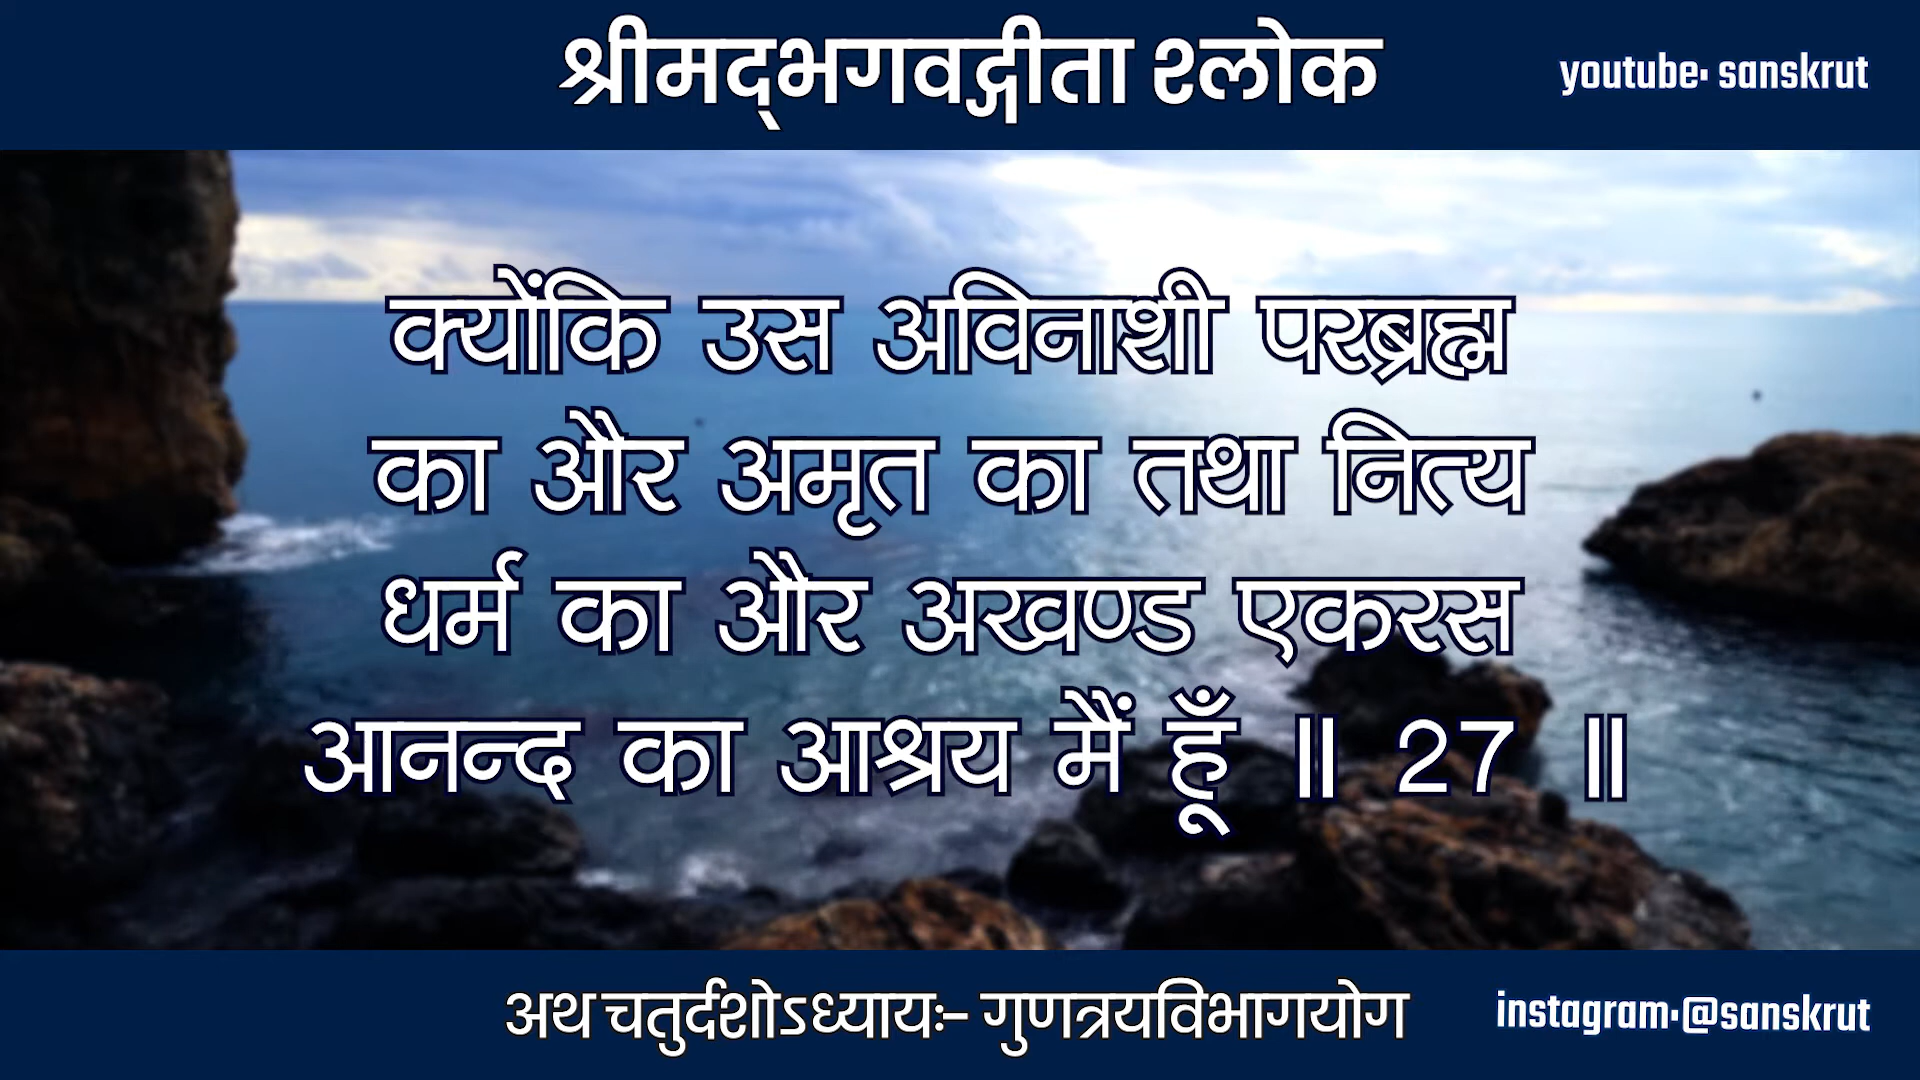 श्रीमद्भगवद्गीता श्लोक
youtube: sanskrut
क्योंकि उस अविनाशी परब्रह्म
का और अमृत का तथा नित्य
धर्म का और अखण्ड एकरस
आनन्द का आश्रय मैं हूँ ॥ 27 ॥
अथ चतुर्दशोऽध्यायः- गुणत्रयविभागयोग
instagram:@sanskrut